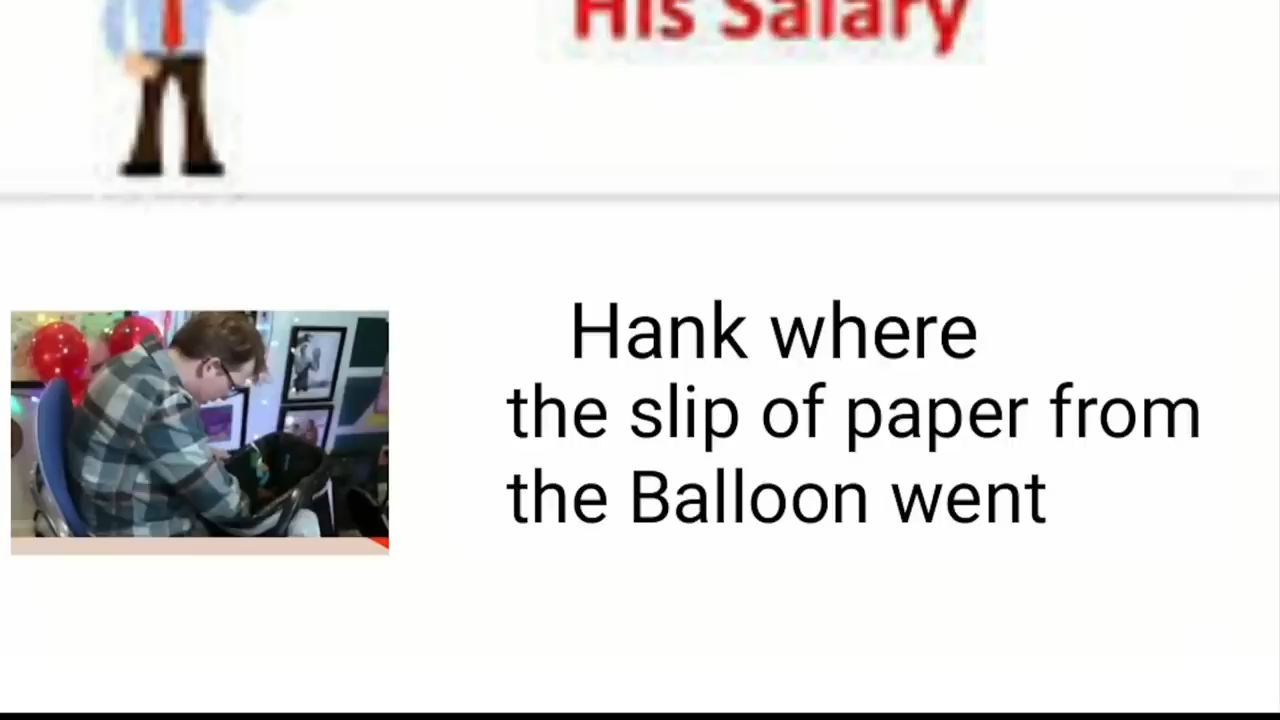 His Salary
Hank where
the slip of paper from
the Balloon went